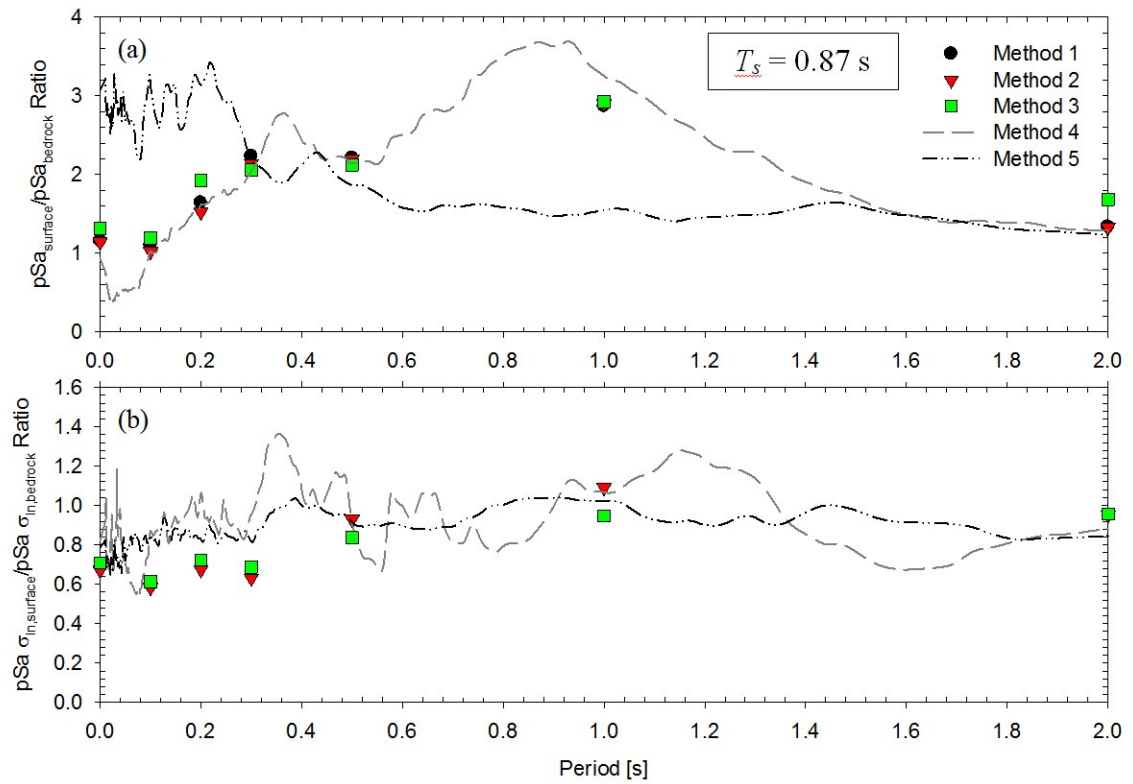 4
(a)
T_s = 0.87 s
Method 1
Method 2
Method 3
Method 4
Method 5
3
2
1
0
pSa_surface/pSa_bedrock Ratio
0.0 0.2 0.4 0.6 0.8 1.0 1.2 1.4 1.6 1.8 2.0
1.6
(b)
1.4
1.2
1.0
0.8
0.6
0.4
0.2
0.0
pSa σ_ln,surface/pSa σ_ln,bedrock Ratio
0.0 0.2 0.4 0.6 0.8 1.0 1.2 1.4 1.6 1.8 2.0
Period [s]